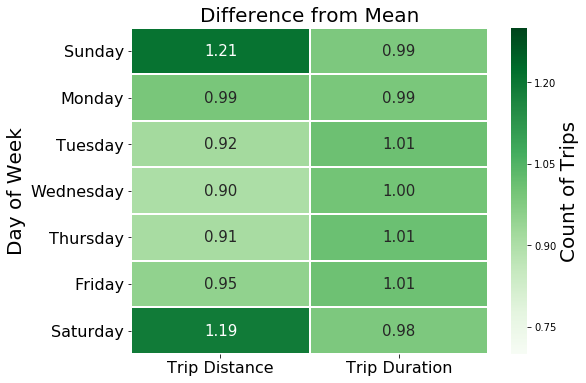 Difference from Mean
Day of Week
Sunday 1.21 0.99
Monday 0.99 0.99
Tuesday 0.92 1.01
Wednesday 0.90 1.00
Thursday 0.91 1.01
Friday 0.95 1.01
Saturday 1.19 0.98
Trip Distance Trip Duration
1.20
1.05
0.90
0.75
Count of Trips